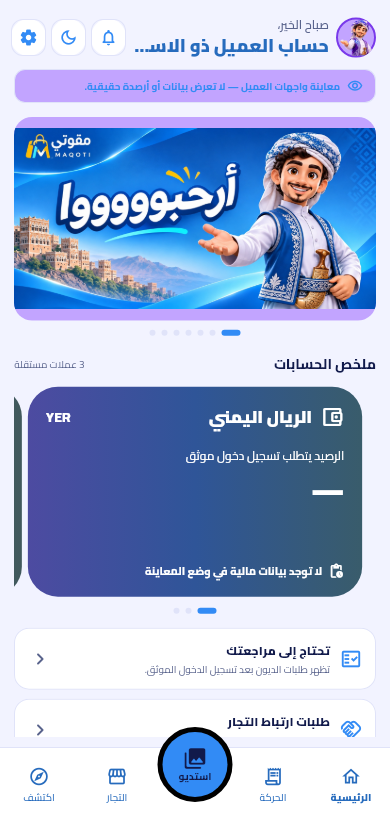 صباح الخير،
حساب العميل ذو الاسـ...
معاينة واجهات العميل — لا تعرض بيانات أو أرصدة حقيقية.
مقوتي
MAQOTI
أرحبوووووا
ملخص الحسابات
3 عملات مستقلة
الريال اليمني
YER
الرصيد يتطلب تسجيل دخول موثق
—
لا توجد بيانات مالية في وضع المعاينة
تحتاج إلى مراجعتك
تظهر طلبات الديون بعد تسجيل الدخول الموثق.
طلبات ارتباط التجار
الرئيسية
الحركة
استديو
التجار
اكتشف